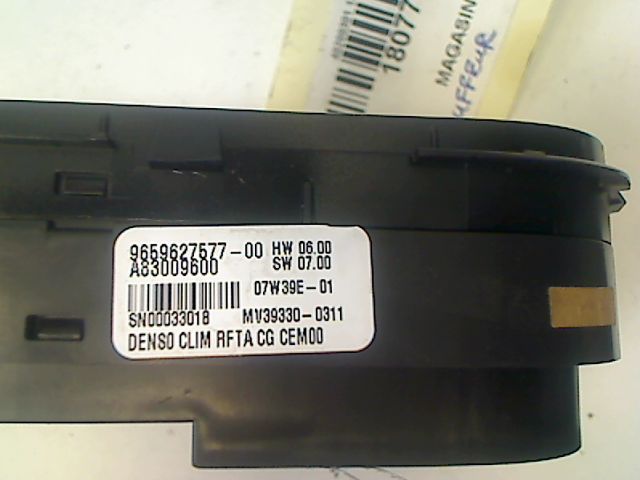 18077
MAGASIN
9659627577-00 HW 06.00
A83009600 SW 07.00
07W39E-01
SN00033018 MV39330-0311
DENSO CLIM RFTA CG CEM00